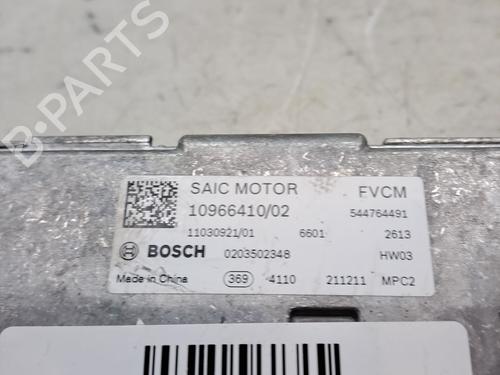 SAIC MOTOR FVCM
10966410/02 544764491
11030921/01 6601 2613
BOSCH 0203502348 HW03
Made in China 369 4110 211211 MPC2
B-PARTS
B-PARTS